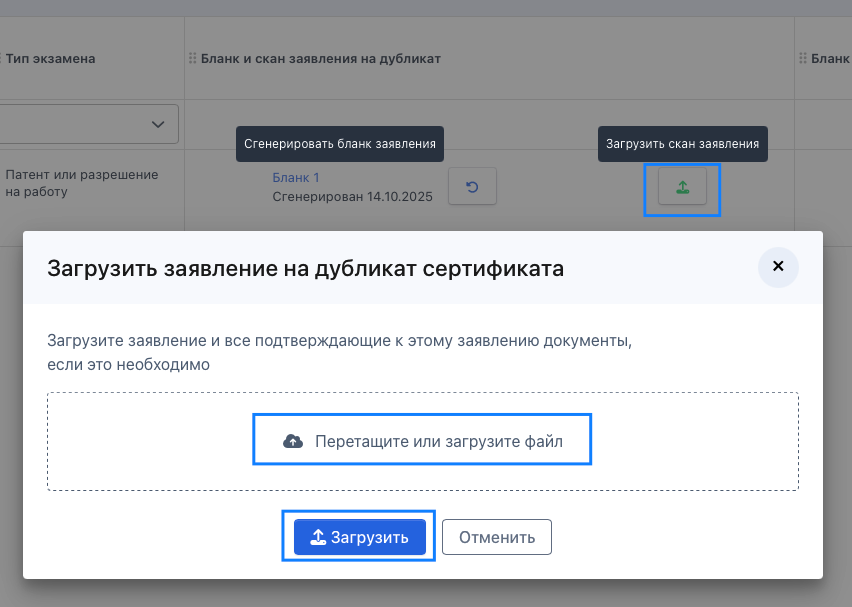 Тип экзамена
Бланк и скан заявления на дубликат
Бланк
Сгенерировать бланк заявления
Загрузить скан заявления
Патент или разрешение
на работу
Бланк 1
Сгенерирован 14.10.2025
Загрузить заявление на дубликат сертификата
Загрузите заявление и все подтверждающие к этому заявлению документы,
если это необходимо
Перетащите или загрузите файл
Загрузить
Отменить